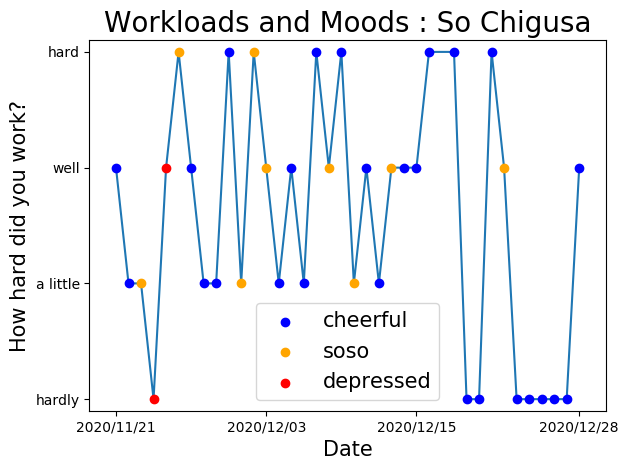 Workloads and Moods : So Chigusa
How hard did you work?
hard
well
a little
hardly
cheerful
soso
depressed
2020/11/21 2020/12/03 2020/12/15 2020/12/28
Date